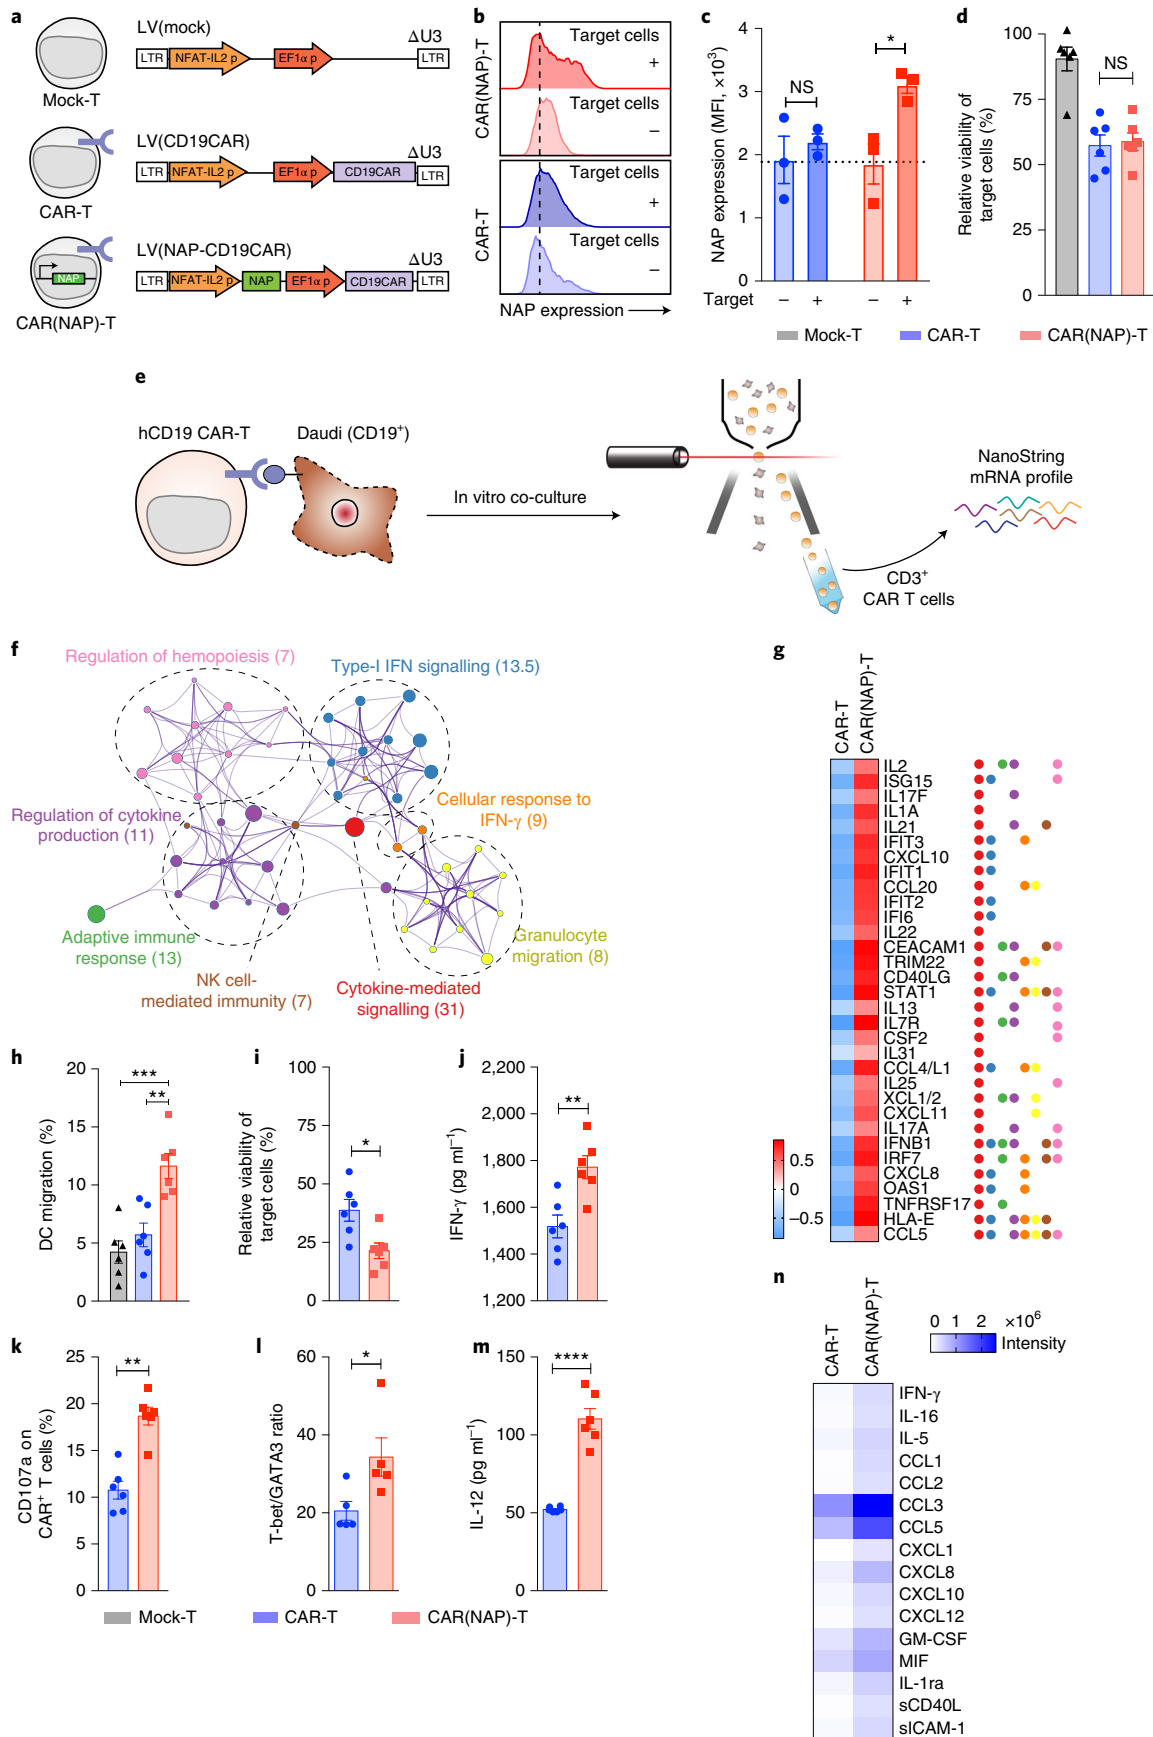 a
LV(mock)
ΔU3
LTR
NFAT-IL2 p
EF1α p
LTR
Mock-T
LV(CD19CAR)
ΔU3
LTR
NFAT-IL2 p
EF1α p
CD19CAR
LTR
CAR-T
LV(NAP-CD19CAR)
ΔU3
LTR
NFAT-IL2 p
NAP
EF1α p
CD19CAR
LTR
NAP
CAR(NAP)-T
b
CAR(NAP)-T
Target cells
+
Target cells
−
CAR-T
Target cells
+
Target cells
−
NAP expression
c
NAP expression (MFI, ×10³)
4
3
2
1
0
NS
*
Target
−
+
−
+
d
Relative viability of
target cells (%)
100
75
50
25
0
NS
Mock-T
CAR-T
CAR(NAP)-T
e
hCD19 CAR-T
Daudi (CD19⁺)
In vitro co-culture
NanoString
mRNA profile
CD3⁺
CAR T cells
f
Regulation of hemopoiesis (7)
Type-I IFN signalling (13.5)
Regulation of cytokine
production (11)
Cellular response to
IFN-γ (9)
Adaptive immune
response (13)
Granulocyte
migration (8)
NK cell-
mediated immunity (7)
Cytokine-mediated
signalling (31)
g
CAR-T
CAR(NAP)-T
IL2
ISG15
IL17F
IL1A
IL21
IFIT3
CXCL10
IFIT1
CCL20
IFIT2
IFI6
IL22
CEACAM1
TRIM22
CD40LG
STAT1
IL13
IL7R
CSF2
IL31
CCL4/L1
IL25
XCL1/2
CXCL11
IL17A
IFNB1
IRF7
CXCL8
OAS1
TNFRSF17
HLA-E
CCL5
0.5
0
−0.5
h
DC migration (%)
20
15
10
5
0
***
**
i
Relative viability of
target cells (%)
100
75
50
25
0
*
j
IFN-γ (pg ml⁻¹)
2,200
2,000
1,800
1,600
1,400
1,200
**
k
CD107a on
CAR⁺ T cells (%)
25
20
15
10
5
0
**
l
T-bet/GATA3 ratio
60
40
20
0
*
m
IL-12 (pg ml⁻¹)
150
100
50
0
****
Mock-T
CAR-T
CAR(NAP)-T
n
CAR-T
CAR(NAP)-T
0 1 2 ×10⁶
Intensity
IFN-γ
IL-16
IL-5
CCL1
CCL2
CCL3
CCL5
CXCL1
CXCL8
CXCL10
CXCL12
GM-CSF
MIF
IL-1ra
sCD40L
sICAM-1